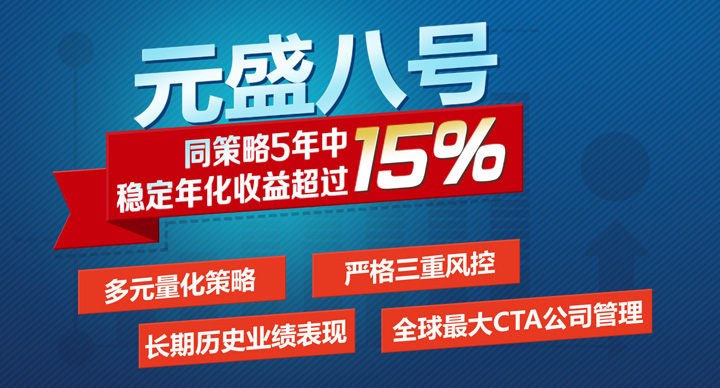 元盛八号
同策略5年中
稳定年化收益超过15%
多元量化策略
严格三重风控
长期历史业绩表现
全球最大CTA公司管理